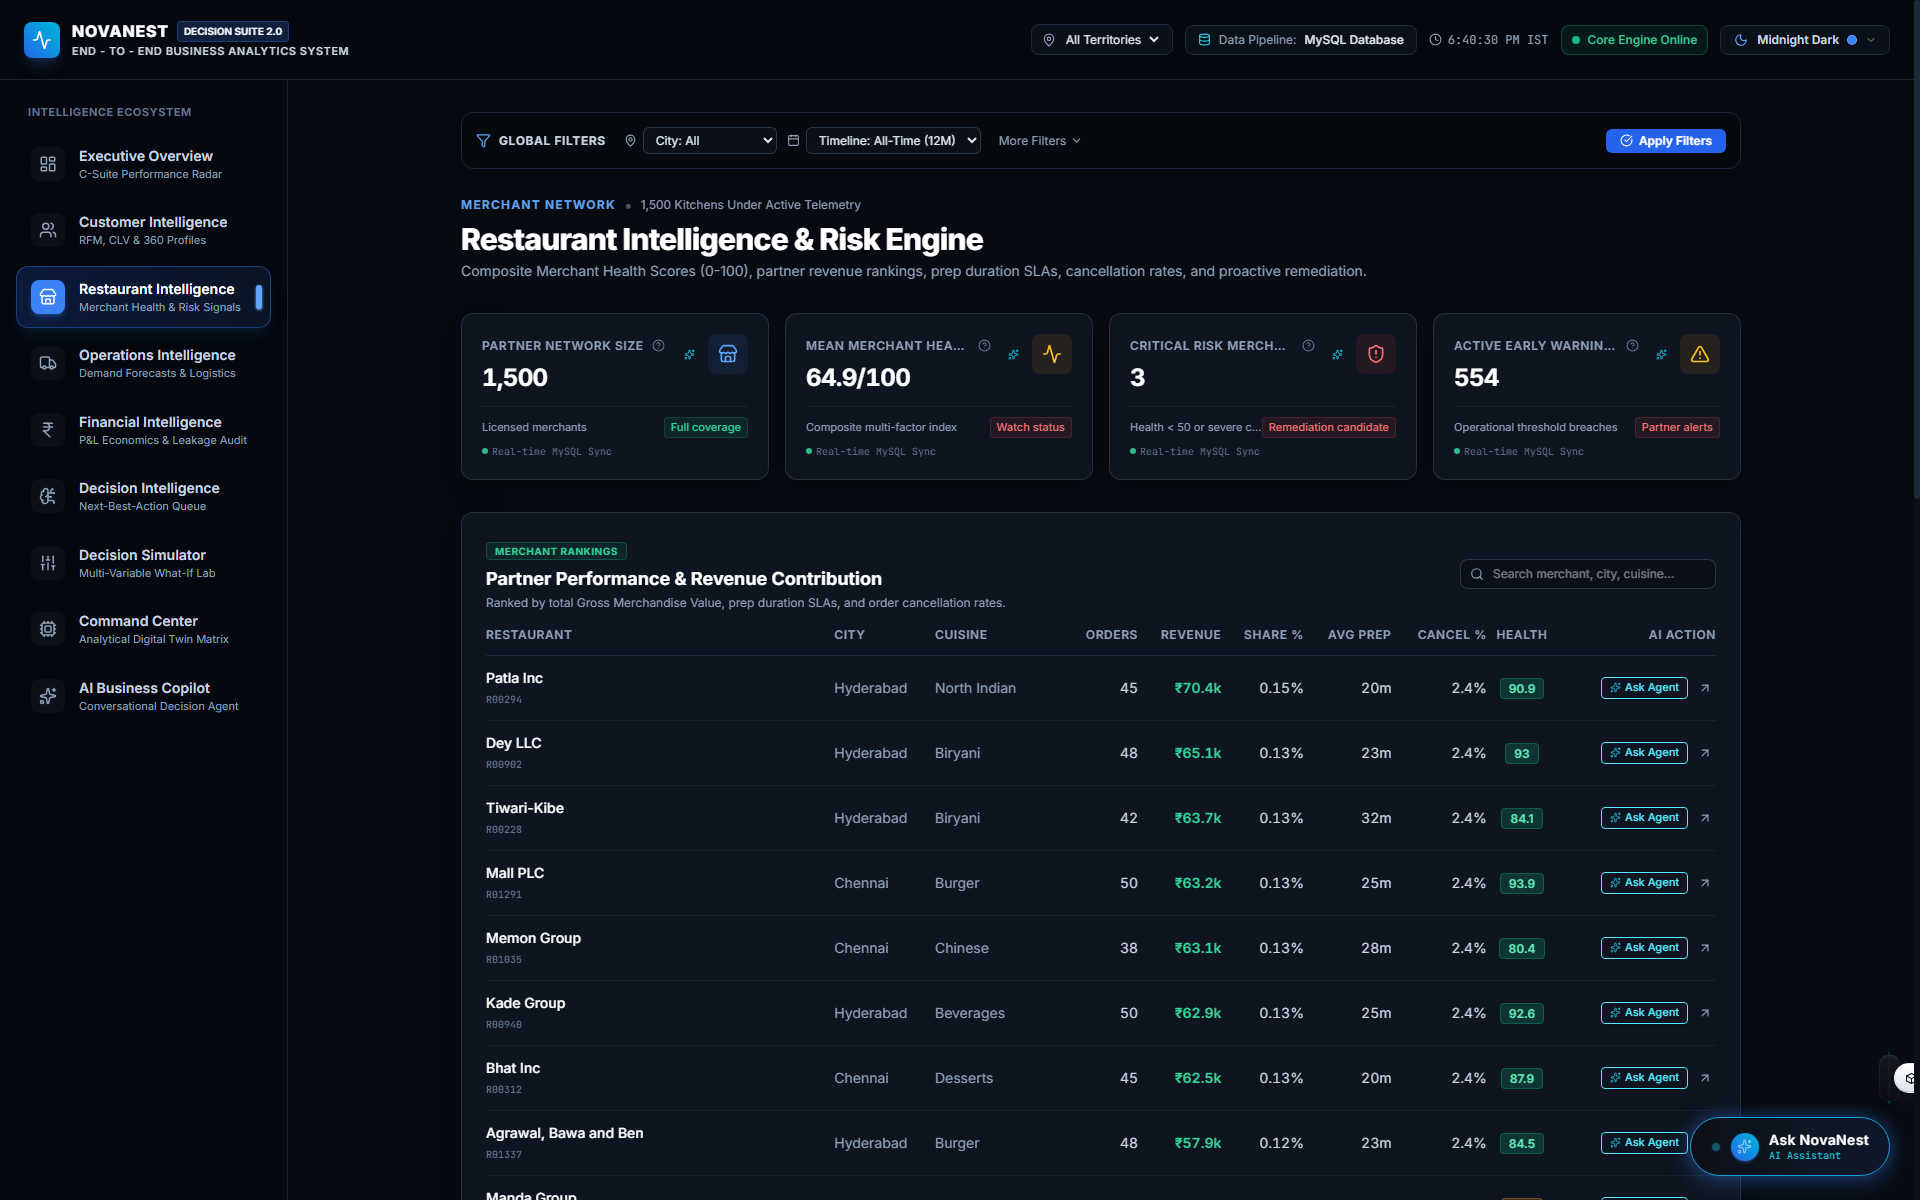 NOVANEST DECISION SUITE 2.0
END - TO - END BUSINESS ANALYTICS SYSTEM
All Territories
Data Pipeline: MySQL Database
6:40:30 PM IST
Core Engine Online
Midnight Dark
INTELLIGENCE ECOSYSTEM
Executive Overview
C-Suite Performance Radar
Customer Intelligence
RFM, CLV & 360 Profiles
Restaurant Intelligence
Merchant Health & Risk Signals
Operations Intelligence
Demand Forecasts & Logistics
Financial Intelligence
P&L Economics & Leakage Audit
Decision Intelligence
Next-Best-Action Queue
Decision Simulator
Multi-Variable What-If Lab
Command Center
Analytical Digital Twin Matrix
AI Business Copilot
Conversational Decision Agent
GLOBAL FILTERS City: All Timeline: All-Time (12M) More Filters Apply Filters
MERCHANT NETWORK • 1,500 Kitchens Under Active Telemetry
Restaurant Intelligence & Risk Engine
Composite Merchant Health Scores (0-100), partner revenue rankings, prep duration SLAs, cancellation rates, and proactive remediation.
PARTNER NETWORK SIZE
1,500
Licensed merchants Full coverage
Real-time MySQL Sync
MEAN MERCHANT HEA...
64.9/100
Composite multi-factor index Watch status
Real-time MySQL Sync
CRITICAL RISK MERCH...
3
Health < 50 or severe c... Remediation candidate
Real-time MySQL Sync
ACTIVE EARLY WARNIN...
554
Operational threshold breaches Partner alerts
Real-time MySQL Sync
MERCHANT RANKINGS
Partner Performance & Revenue Contribution
Ranked by total Gross Merchandise Value, prep duration SLAs, and order cancellation rates.
Search merchant, city, cuisine...
RESTAURANT CITY CUISINE ORDERS REVENUE SHARE % AVG PREP CANCEL % HEALTH AI ACTION
Patla Inc Hyderabad North Indian 45 ₹70.4k 0.15% 20m 2.4% 90.9 Ask Agent
R00294
Dey LLC Hyderabad Biryani 48 ₹65.1k 0.13% 23m 2.4% 93 Ask Agent
R00902
Tiwari-Kibe Hyderabad Biryani 42 ₹63.7k 0.13% 32m 2.4% 84.1 Ask Agent
R00228
Mall PLC Chennai Burger 50 ₹63.2k 0.13% 25m 2.4% 93.9 Ask Agent
R01291
Memon Group Chennai Chinese 38 ₹63.1k 0.13% 28m 2.4% 80.4 Ask Agent
R01035
Kade Group Hyderabad Beverages 50 ₹62.9k 0.13% 25m 2.4% 92.6 Ask Agent
R00940
Bhat Inc Chennai Desserts 45 ₹62.5k 0.13% 20m 2.4% 87.9 Ask Agent
R00312
Agrawal, Bawa and Ben Hyderabad Burger 48 ₹57.9k 0.12% 23m 2.4% 84.5 Ask Agent
R01337
Manda Group
Ask NovaNest
AI Assistant